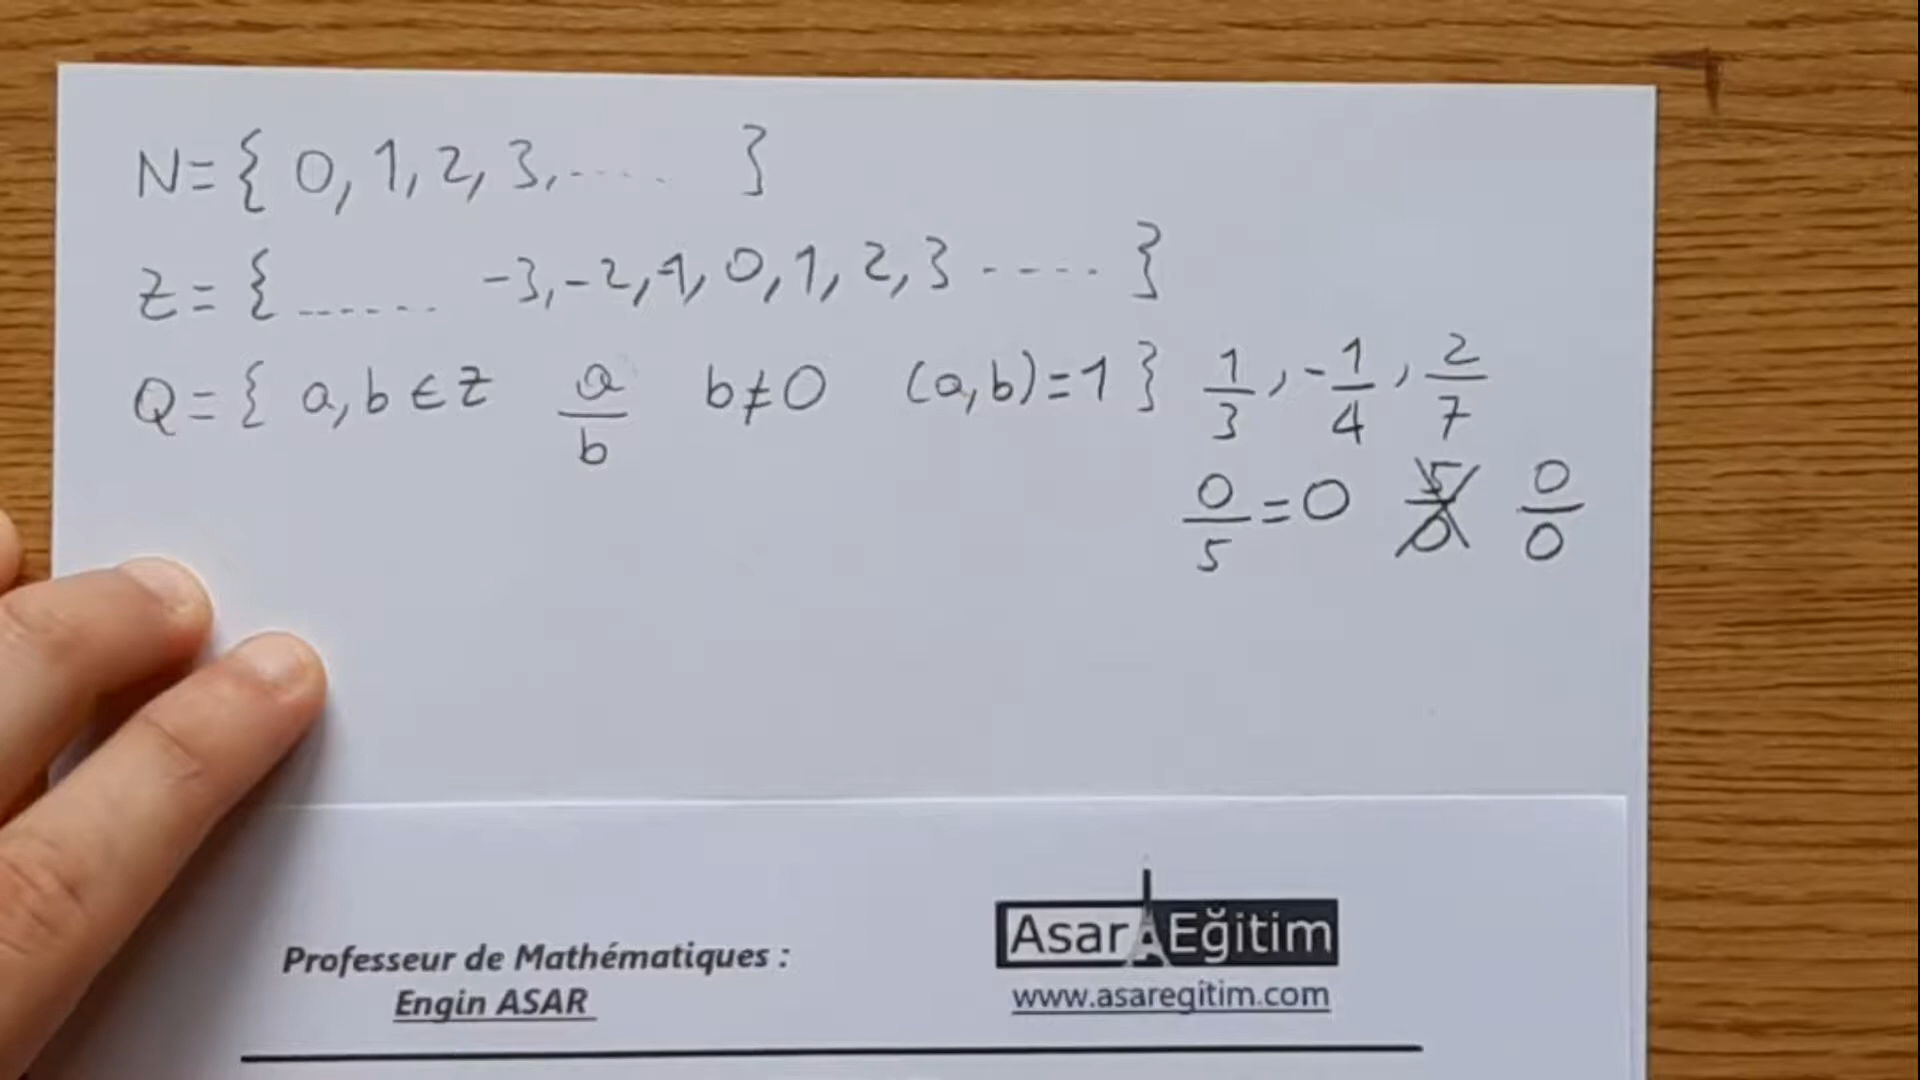 N={ 0, 1, 2, 3, ..... }
Z={ ...... -3, -2, -1, 0, 1, 2, 3 ..... }
Q={ a, b ∈ Z a/b b≠0 (a,b)=1 } 1/3, -1/4, 2/7
0/5=0 5/0 0/0
Professeur de Mathématiques :
Engin ASAR
Asar Eğitim
www.asaregitim.com